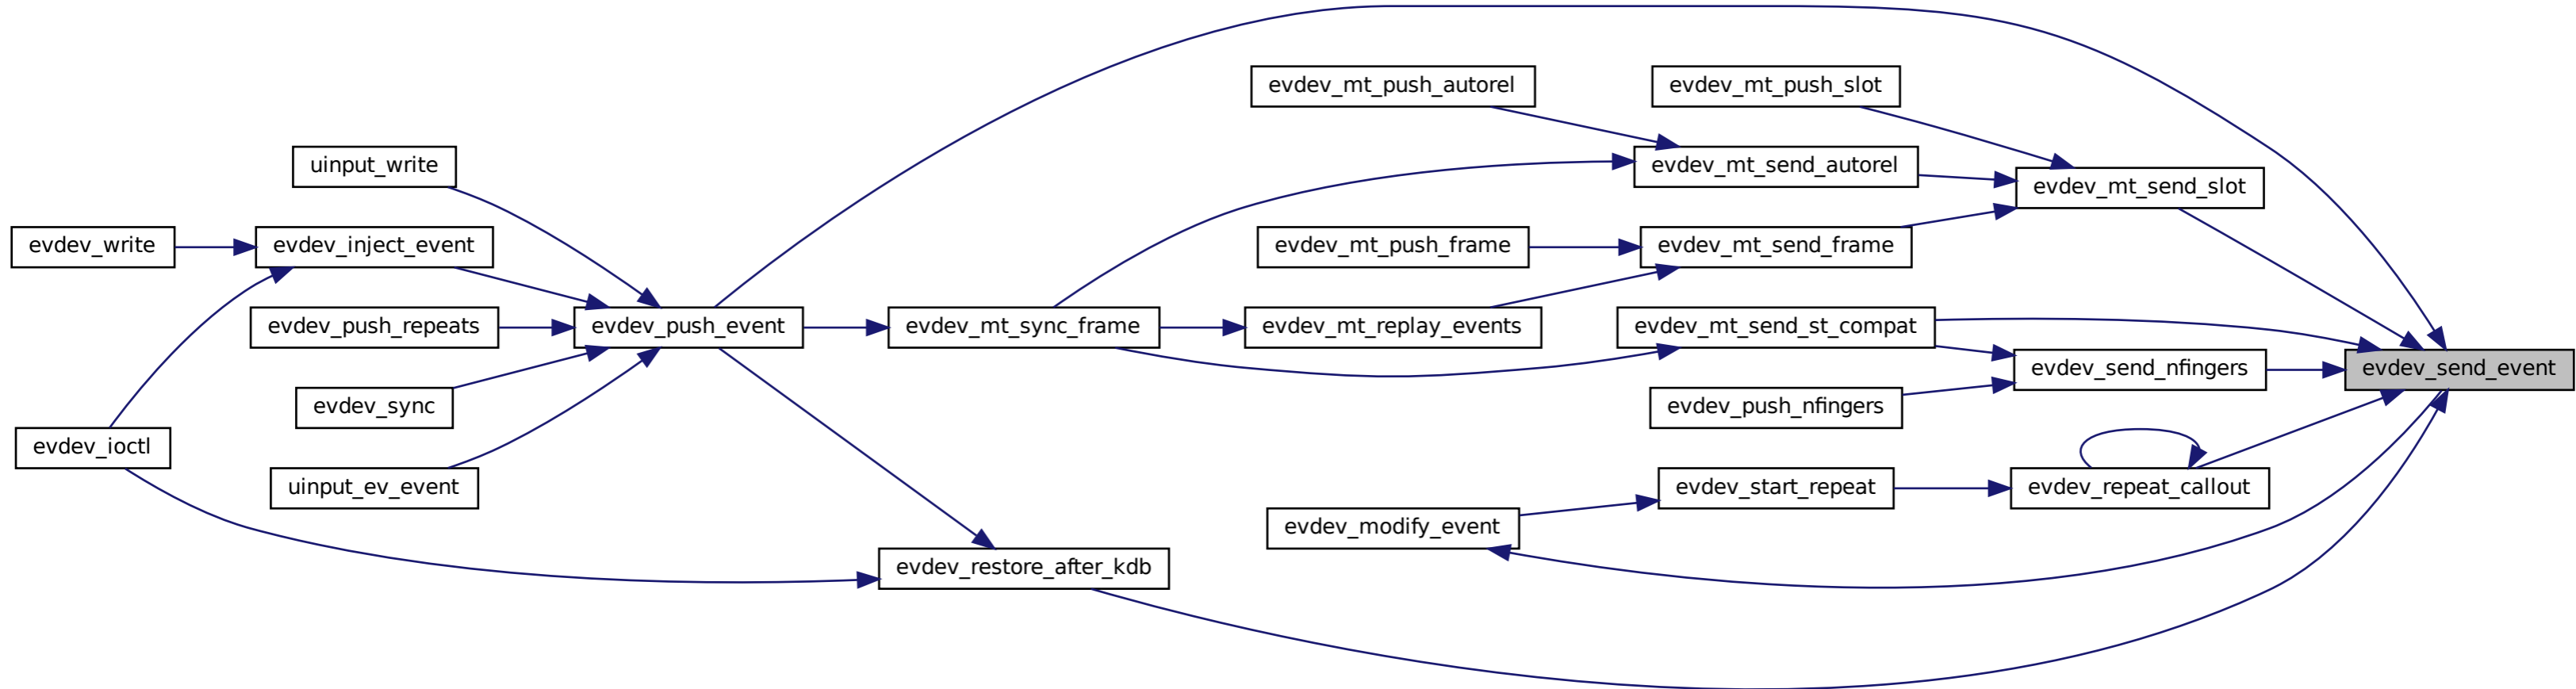 evdev_mt_push_autorel
evdev_mt_push_slot
uinput_write
evdev_mt_send_autorel
evdev_mt_send_slot
evdev_write
evdev_inject_event
evdev_mt_push_frame
evdev_mt_send_frame
evdev_push_repeats
evdev_push_event
evdev_mt_sync_frame
evdev_mt_replay_events
evdev_mt_send_st_compat
evdev_send_nfingers
evdev_send_event
evdev_sync
evdev_push_nfingers
evdev_ioctl
uinput_ev_event
evdev_start_repeat
evdev_repeat_callout
evdev_modify_event
evdev_restore_after_kdb